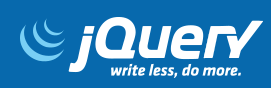 jQuery
write less, do more.